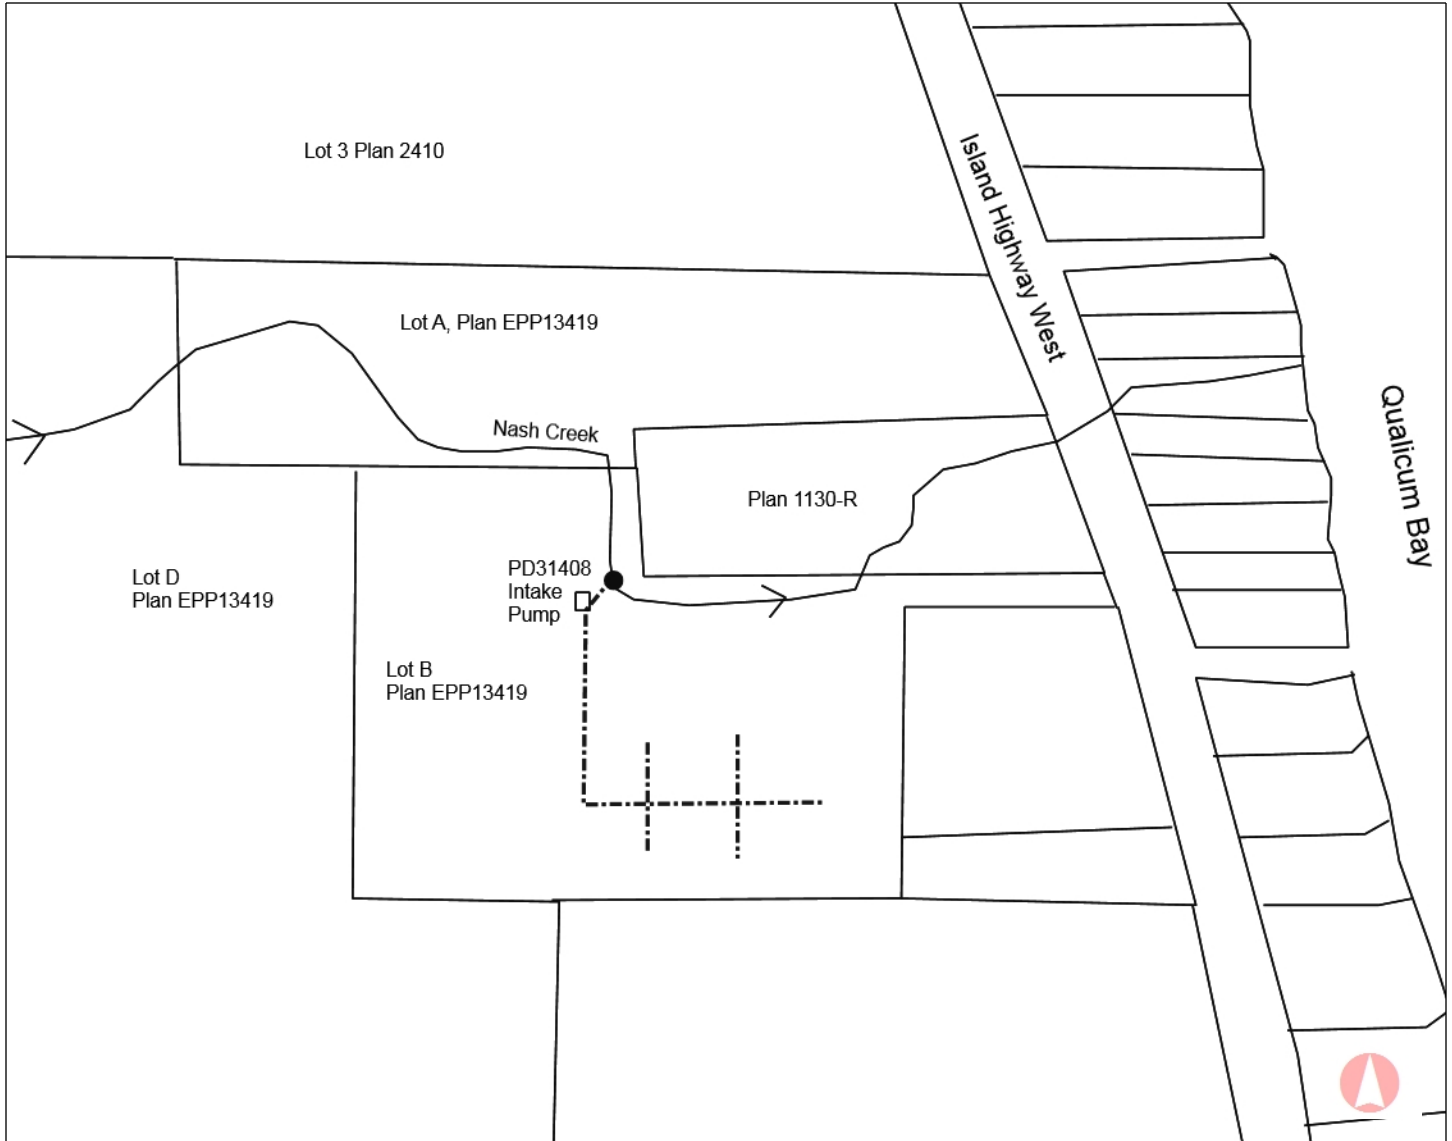 Lot 3 Plan 2410
Island Highway West
Lot A, Plan EPP13419
Nash Creek
Qualicum Bay
Plan 1130-R
Lot D
Plan EPP13419
PD31408
Intake
Pump
Lot B
Plan EPP13419